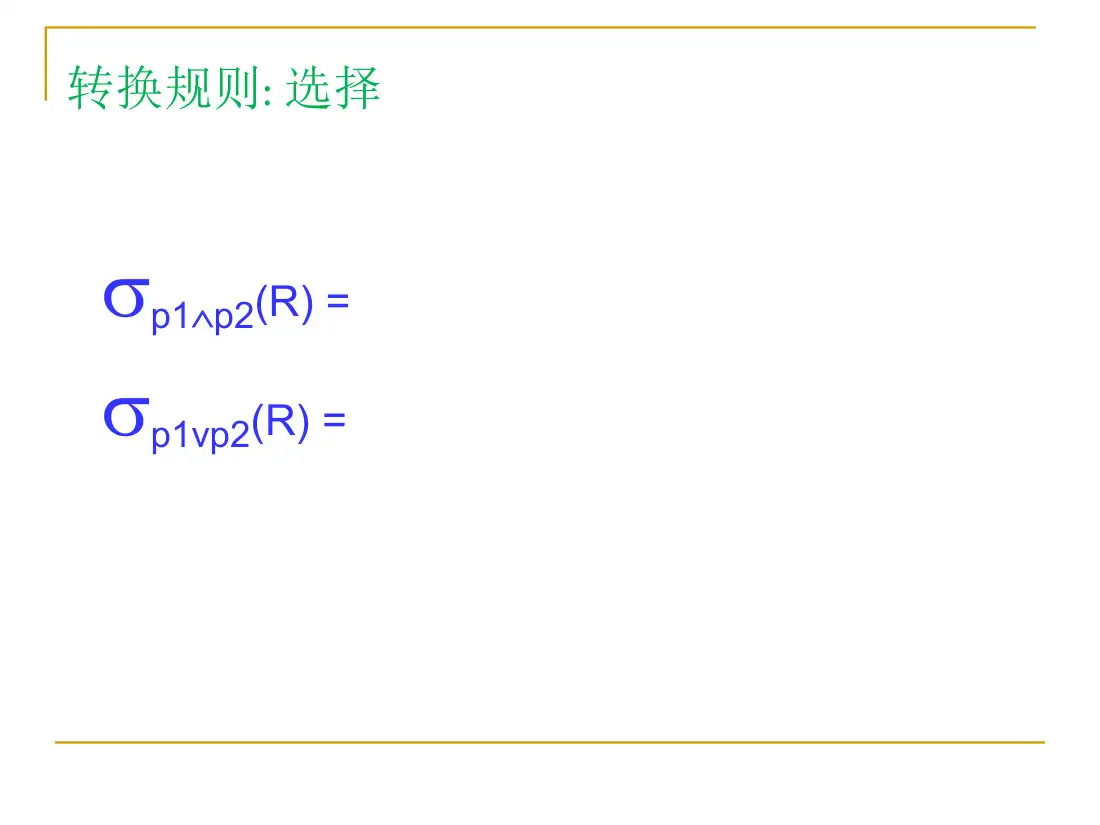 转换规则: 选择
σp1∧p2(R) =
σp1vp2(R) =